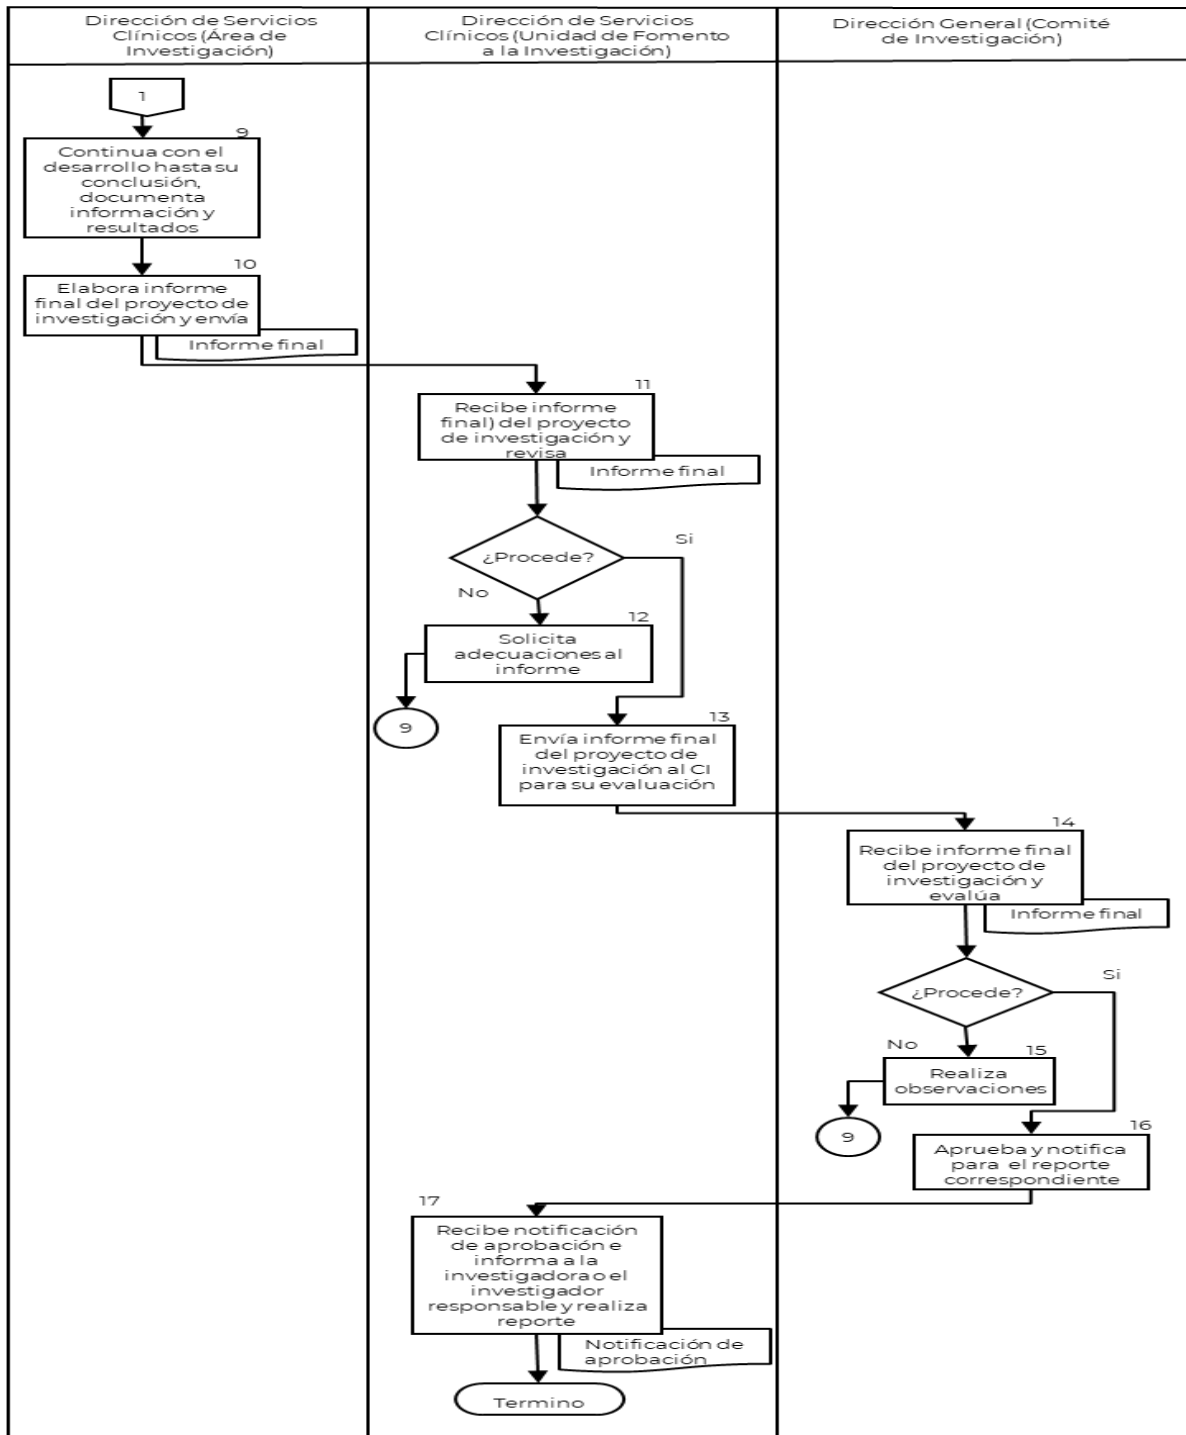 Dirección de Servicios
Clínicos (Área de
Investigación)
Dirección de Servicios
Clínicos (Unidad de Fomento
a la Investigación)
Dirección General (Comité
de Investigación)
1
9
Continua con el
desarrollo hasta su
conclusión,
documenta
información y
resultados
10
Elabora informe
final del proyecto de
investigación y envía
Informe final
11
Recibe informe
final) del proyecto
de investigación y
revisa
Informe final
¿Procede?
Si
No
12
Solicita
adecuaciones al
informe
9
13
Envía informe final
del proyecto de
investigación al CI
para su evaluación
14
Recibe informe final
del proyecto de
investigación y
evalúa
Informe final
¿Procede?
Si
No
15
Realiza
observaciones
9
16
Aprueba y notifica
para el reporte
correspondiente
17
Recibe notificación
de aprobación e
informa a la
investigadora o el
investigador
responsable y realiza
reporte
Notificación de
aprobación
Termino